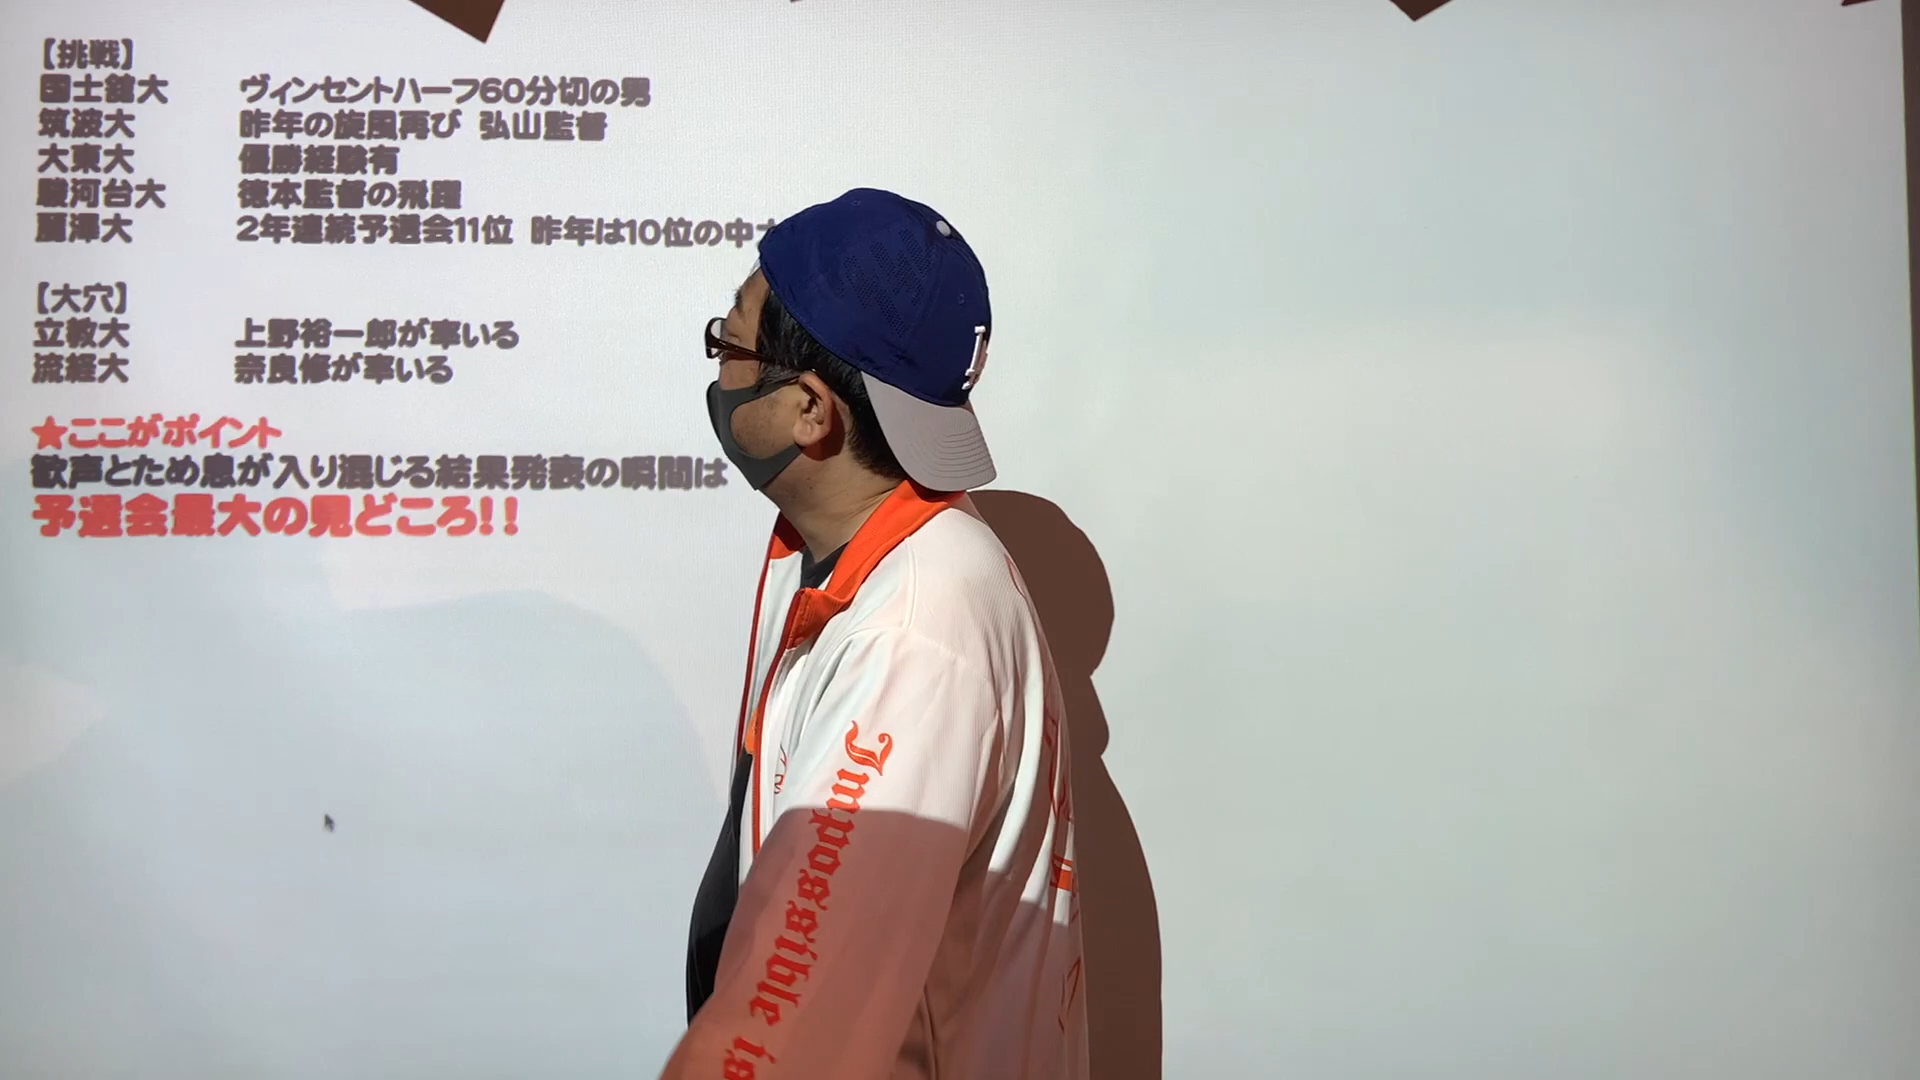 【挑戦】
国士舘大 ヴィンセントハーフ60分切の男
筑波大 昨年の旋風再び 弘山監督
大東大 優勝経験有
駿河台大 徳本監督の飛躍
麗澤大 2年連続予選会11位 昨年は10位の中大
【大穴】
立教大 上野裕一郎が率いる
流経大 奈良修が率いる
★ここがポイント
歓声とため息が入り混じる結果発表の瞬間は
予選会最大の見どころ!!
Impossible is